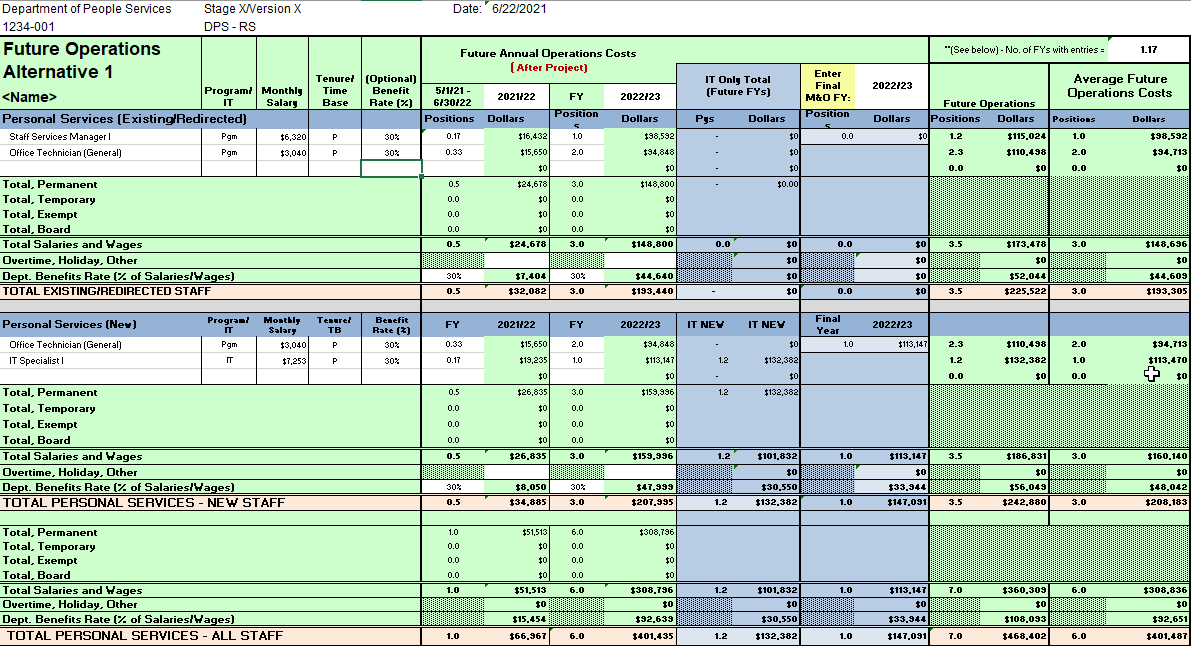 Department of People Services Stage X/Version X Date: 6/22/2021
1234-001 DPS - RS
Future Operations
Alternative 1
<Name>
Program/ IT Monthly Salary Tenure/ Time Base (Optional) Benefit Rate (%)
Future Annual Operations Costs
(After Project)
5/1/21 - 6/30/22 2021/22 FY 2022/23
IT Only Total (Future FYs)
Enter Final M&O FY: 2022/23
**(See below) - No. of FYs with entries = 1.17
Future Operations
Average Future Operations Costs
Personal Services (Existing/Redirected) Positions Dollars Positions Dollars Pys Dollars Positions Dollars Positions Dollars Positions Dollars
Staff Services Manager I Pgm $6,320 P 30% 0.17 $16,432 1.0 $98,592 - $0 0.0 $0 1.2 $115,024 1.0 $98,592
Office Technician (General) Pgm $3,040 P 30% 0.33 $15,650 2.0 $94,848 - $0 2.3 $110,498 2.0 $94,713
$0 $0 - $0 0.0 $0 0.0 $0
Total, Permanent 0.5 $24,678 3.0 $148,800 - $0.00
Total, Temporary 0.0 $0 0.0 $0
Total, Exempt 0.0 $0 0.0 $0
Total, Board 0.0 $0 0.0 $0
Total Salaries and Wages 0.5 $24,678 3.0 $148,800 0.0 $0 0.0 $0 3.5 $173,478 3.0 $148,696
Overtime, Holiday, Other $0 $0 $0 $0
Dept. Benefits Rate (% of Salaries/Wages) 30% $7,404 30% $44,640 $0 $0 $52,044 $44,609
TOTAL EXISTING/REDIRECTED STAFF 0.5 $32,082 3.0 $193,440 - $0 0.0 $0 3.5 $225,522 3.0 $193,305
Personal Services (New) Program/ IT Monthly Salary Tenure/ TB Benefit Rate (%) FY 2021/22 FY 2022/23 IT NEW IT NEW Final Year 2022/23
Office Technician (General) Pgm $3,040 P 30% 0.33 $15,650 2.0 $94,848 - $0 1.0 $113,147 2.3 $110,498 2.0 $94,713
IT Specialist I IT $7,253 P 30% 0.17 $19,235 1.0 $113,147 1.2 $132,382 1.2 $132,382 1.0 $113,470
$0 $0 - $0 0.0 $0 0.0 $0
Total, Permanent 0.5 $26,835 3.0 $159,996 1.2 $132,382
Total, Temporary 0.0 $0 0.0 $0
Total, Exempt 0.0 $0 0.0 $0
Total, Board 0.0 $0 0.0 $0
Total Salaries and Wages 0.5 $26,835 3.0 $159,996 1.2 $101,832 1.0 $113,147 3.5 $186,831 3.0 $160,140
Overtime, Holiday, Other $0 $0 $0 $0
Dept. Benefits Rate (% of Salaries/Wages) 30% $8,050 30% $47,999 $30,550 $33,944 $56,049 $48,042
TOTAL PERSONAL SERVICES - NEW STAFF 0.5 $34,885 3.0 $207,995 1.2 $132,382 1.0 $147,091 3.5 $242,880 3.0 $208,183
Total, Permanent 1.0 $51,513 6.0 $308,796
Total, Temporary 0.0 $0 0.0 $0
Total, Exempt 0.0 $0 0.0 $0
Total, Board 0.0 $0 0.0 $0
Total Salaries and Wages 1.0 $51,513 6.0 $308,796 1.2 $101,832 1.0 $113,147 7.0 $360,309 6.0 $308,836
Overtime, Holiday, Other $0 $0 $0 $0 $0 $0
Dept. Benefits Rate (% of Salaries/Wages) $15,454 $92,639 $30,550 $33,944 $108,093 $92,651
TOTAL PERSONAL SERVICES - ALL STAFF 1.0 $66,967 6.0 $401,435 1.2 $132,382 1.0 $147,091 7.0 $468,402 6.0 $401,487